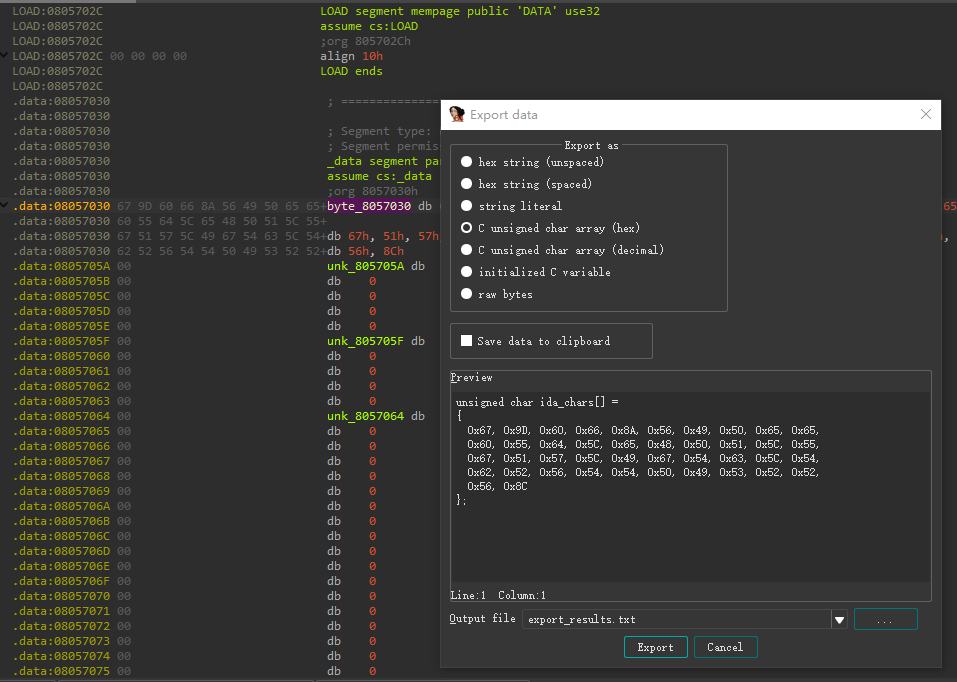 LOAD:0805702C LOAD segment mempage public 'DATA' use32
LOAD:0805702C assume cs:LOAD
LOAD:0805702C ;org 805702Ch
LOAD:0805702C 00 00 00 00 align 10h
LOAD:0805702C LOAD ends
LOAD:0805702C
.data:08057030 ; ==============
.data:08057030
.data:08057030 ; Segment type:
.data:08057030 ; Segment permis
.data:08057030 _data segment pa
.data:08057030 assume cs:_data
.data:08057030 ;org 8057030h
.data:08057030 67 9D 60 66 8A 56 49 50 65 65+byte_8057030 db
.data:08057030 60 55 64 5C 65 48 50 51 5C 55+
.data:08057030 67 51 57 5C 49 67 54 63 5C 54+db 67h, 51h, 57h
.data:08057030 62 52 56 54 54 50 49 53 52 52+db 56h, 8Ch
.data:0805705A 00 unk_805705A db
.data:0805705B 00 db 0
.data:0805705C 00 db 0
.data:0805705D 00 db 0
.data:0805705E 00 db 0
.data:0805705F 00 unk_805705F db
.data:08057060 00 db 0
.data:08057061 00 db 0
.data:08057062 00 db 0
.data:08057063 00 db 0
.data:08057064 00 unk_8057064 db
.data:08057065 00 db 0
.data:08057066 00 db 0
.data:08057067 00 db 0
.data:08057068 00 db 0
.data:08057069 00 db 0
.data:0805706A 00 db 0
.data:0805706B 00 db 0
.data:0805706C 00 db 0
.data:0805706D 00 db 0
.data:0805706E 00 db 0
.data:0805706F 00 db 0
.data:08057070 00 db 0
.data:08057071 00 db 0
.data:08057072 00 db 0
.data:08057073 00 db 0
.data:08057074 00 db 0
.data:08057075 00 db 0
Export data
Export as
hex string (unspaced)
hex string (spaced)
string literal
C unsigned char array (hex)
C unsigned char array (decimal)
initialized C variable
raw bytes
Save data to clipboard
Preview
unsigned char ida_chars[] =
{
0x67, 0x9D, 0x60, 0x66, 0x8A, 0x56, 0x49, 0x50, 0x65, 0x65,
0x60, 0x55, 0x64, 0x5C, 0x65, 0x48, 0x50, 0x51, 0x5C, 0x55,
0x67, 0x51, 0x57, 0x5C, 0x49, 0x67, 0x54, 0x63, 0x5C, 0x54,
0x62, 0x52, 0x56, 0x54, 0x54, 0x50, 0x49, 0x53, 0x52, 0x52,
0x56, 0x8C
};
Line:1 Column:1
Output file export_results.txt ...
Export Cancel
65